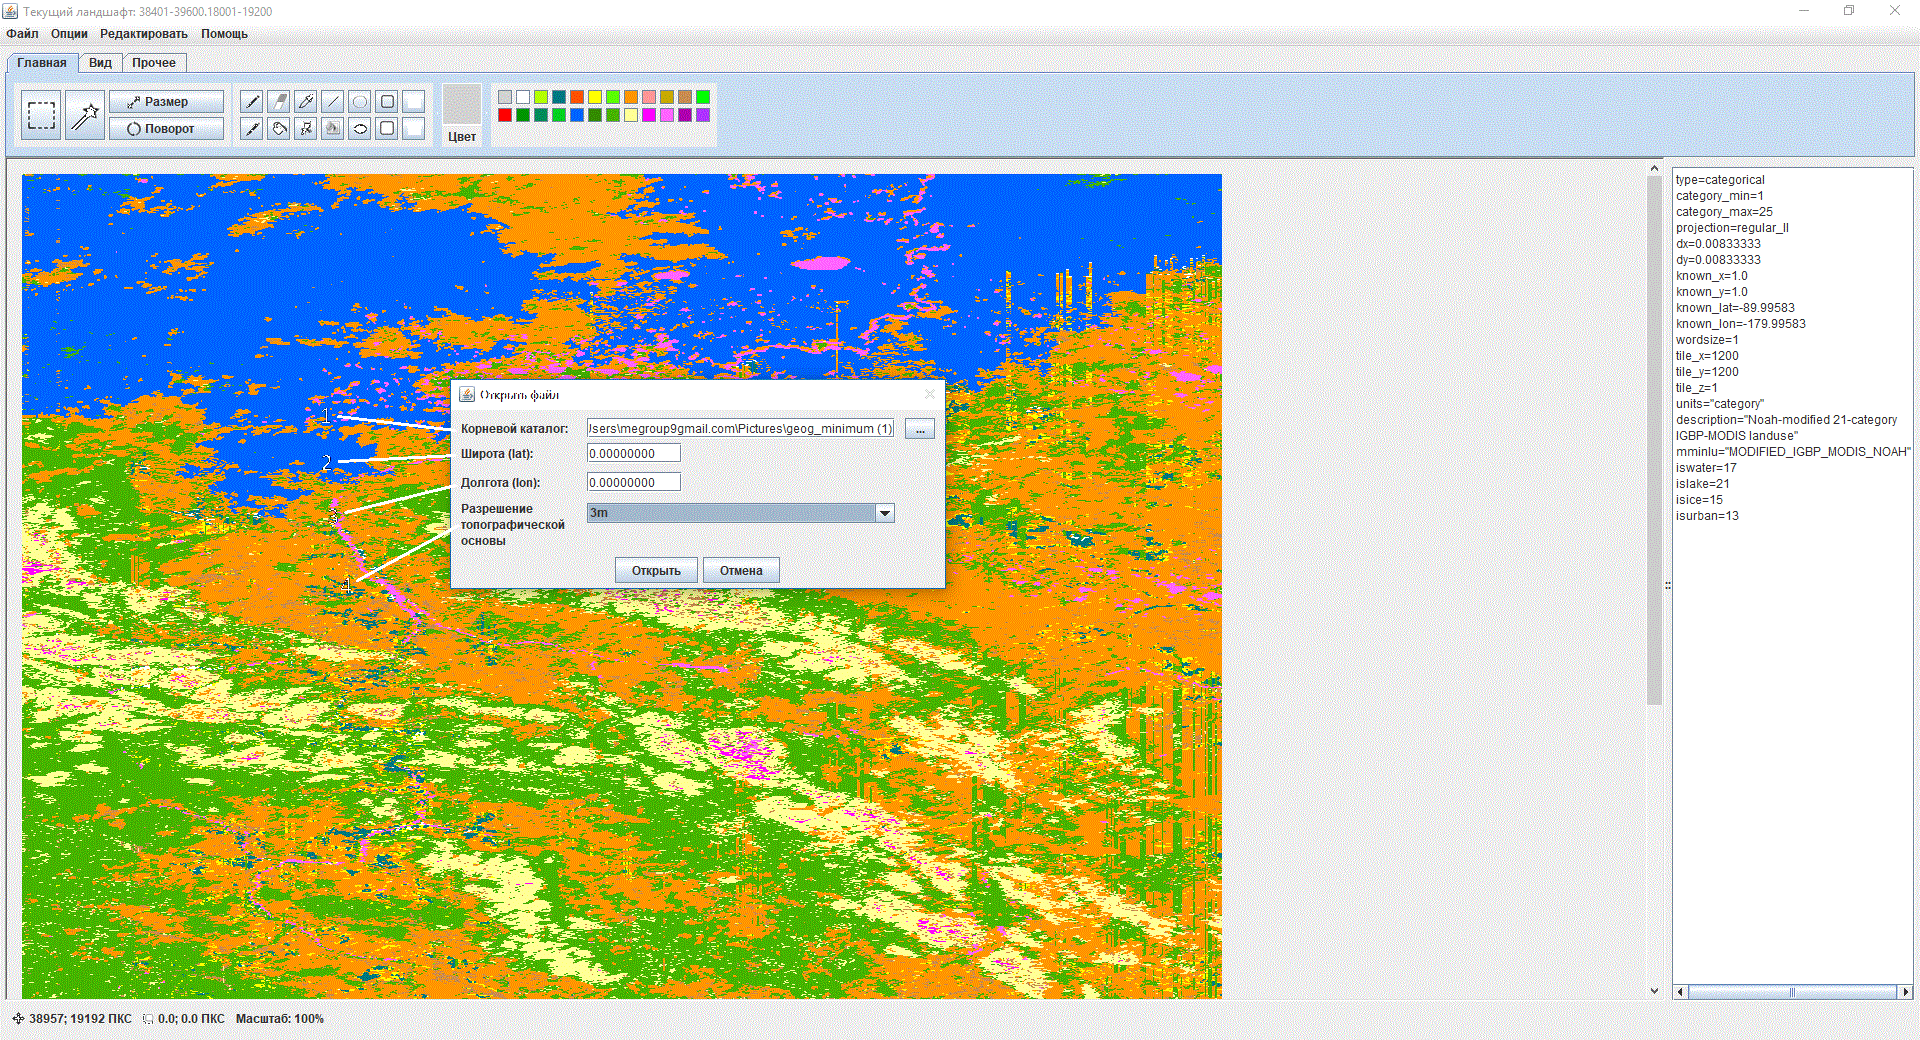 Текущий ландшафт: 38401-39600.18001-19200
Файл Опции Редактировать Помощь
Главная Вид Прочее
Размер
Поворот
Цвет
type=categorical
category_min=1
category_max=25
projection=regular_ll
dx=0.00833333
dy=0.00833333
known_x=1.0
known_y=1.0
known_lat=-89.99583
known_lon=-179.99583
wordsize=1
tile_x=1200
tile_y=1200
tile_z=1
units="category"
description="Noah-modified 21-category
IGBP-MODIS landuse"
mminlu="MODIFIED_IGBP_MODIS_NOAH"
iswater=17
islake=21
isice=15
isurban=13
Открыть файл
1
Корневой каталог: /sers\megroup9gmail.com\Pictures\geog_minimum (1) ...
2
Широта (lat): 0.00000000
Долгота (lon): 0.00000000
3
Разрешение
топографической
основы
3m
4
Открыть Отмена
38957; 19192 ПКС 0.0; 0.0 ПКС Масштаб: 100%